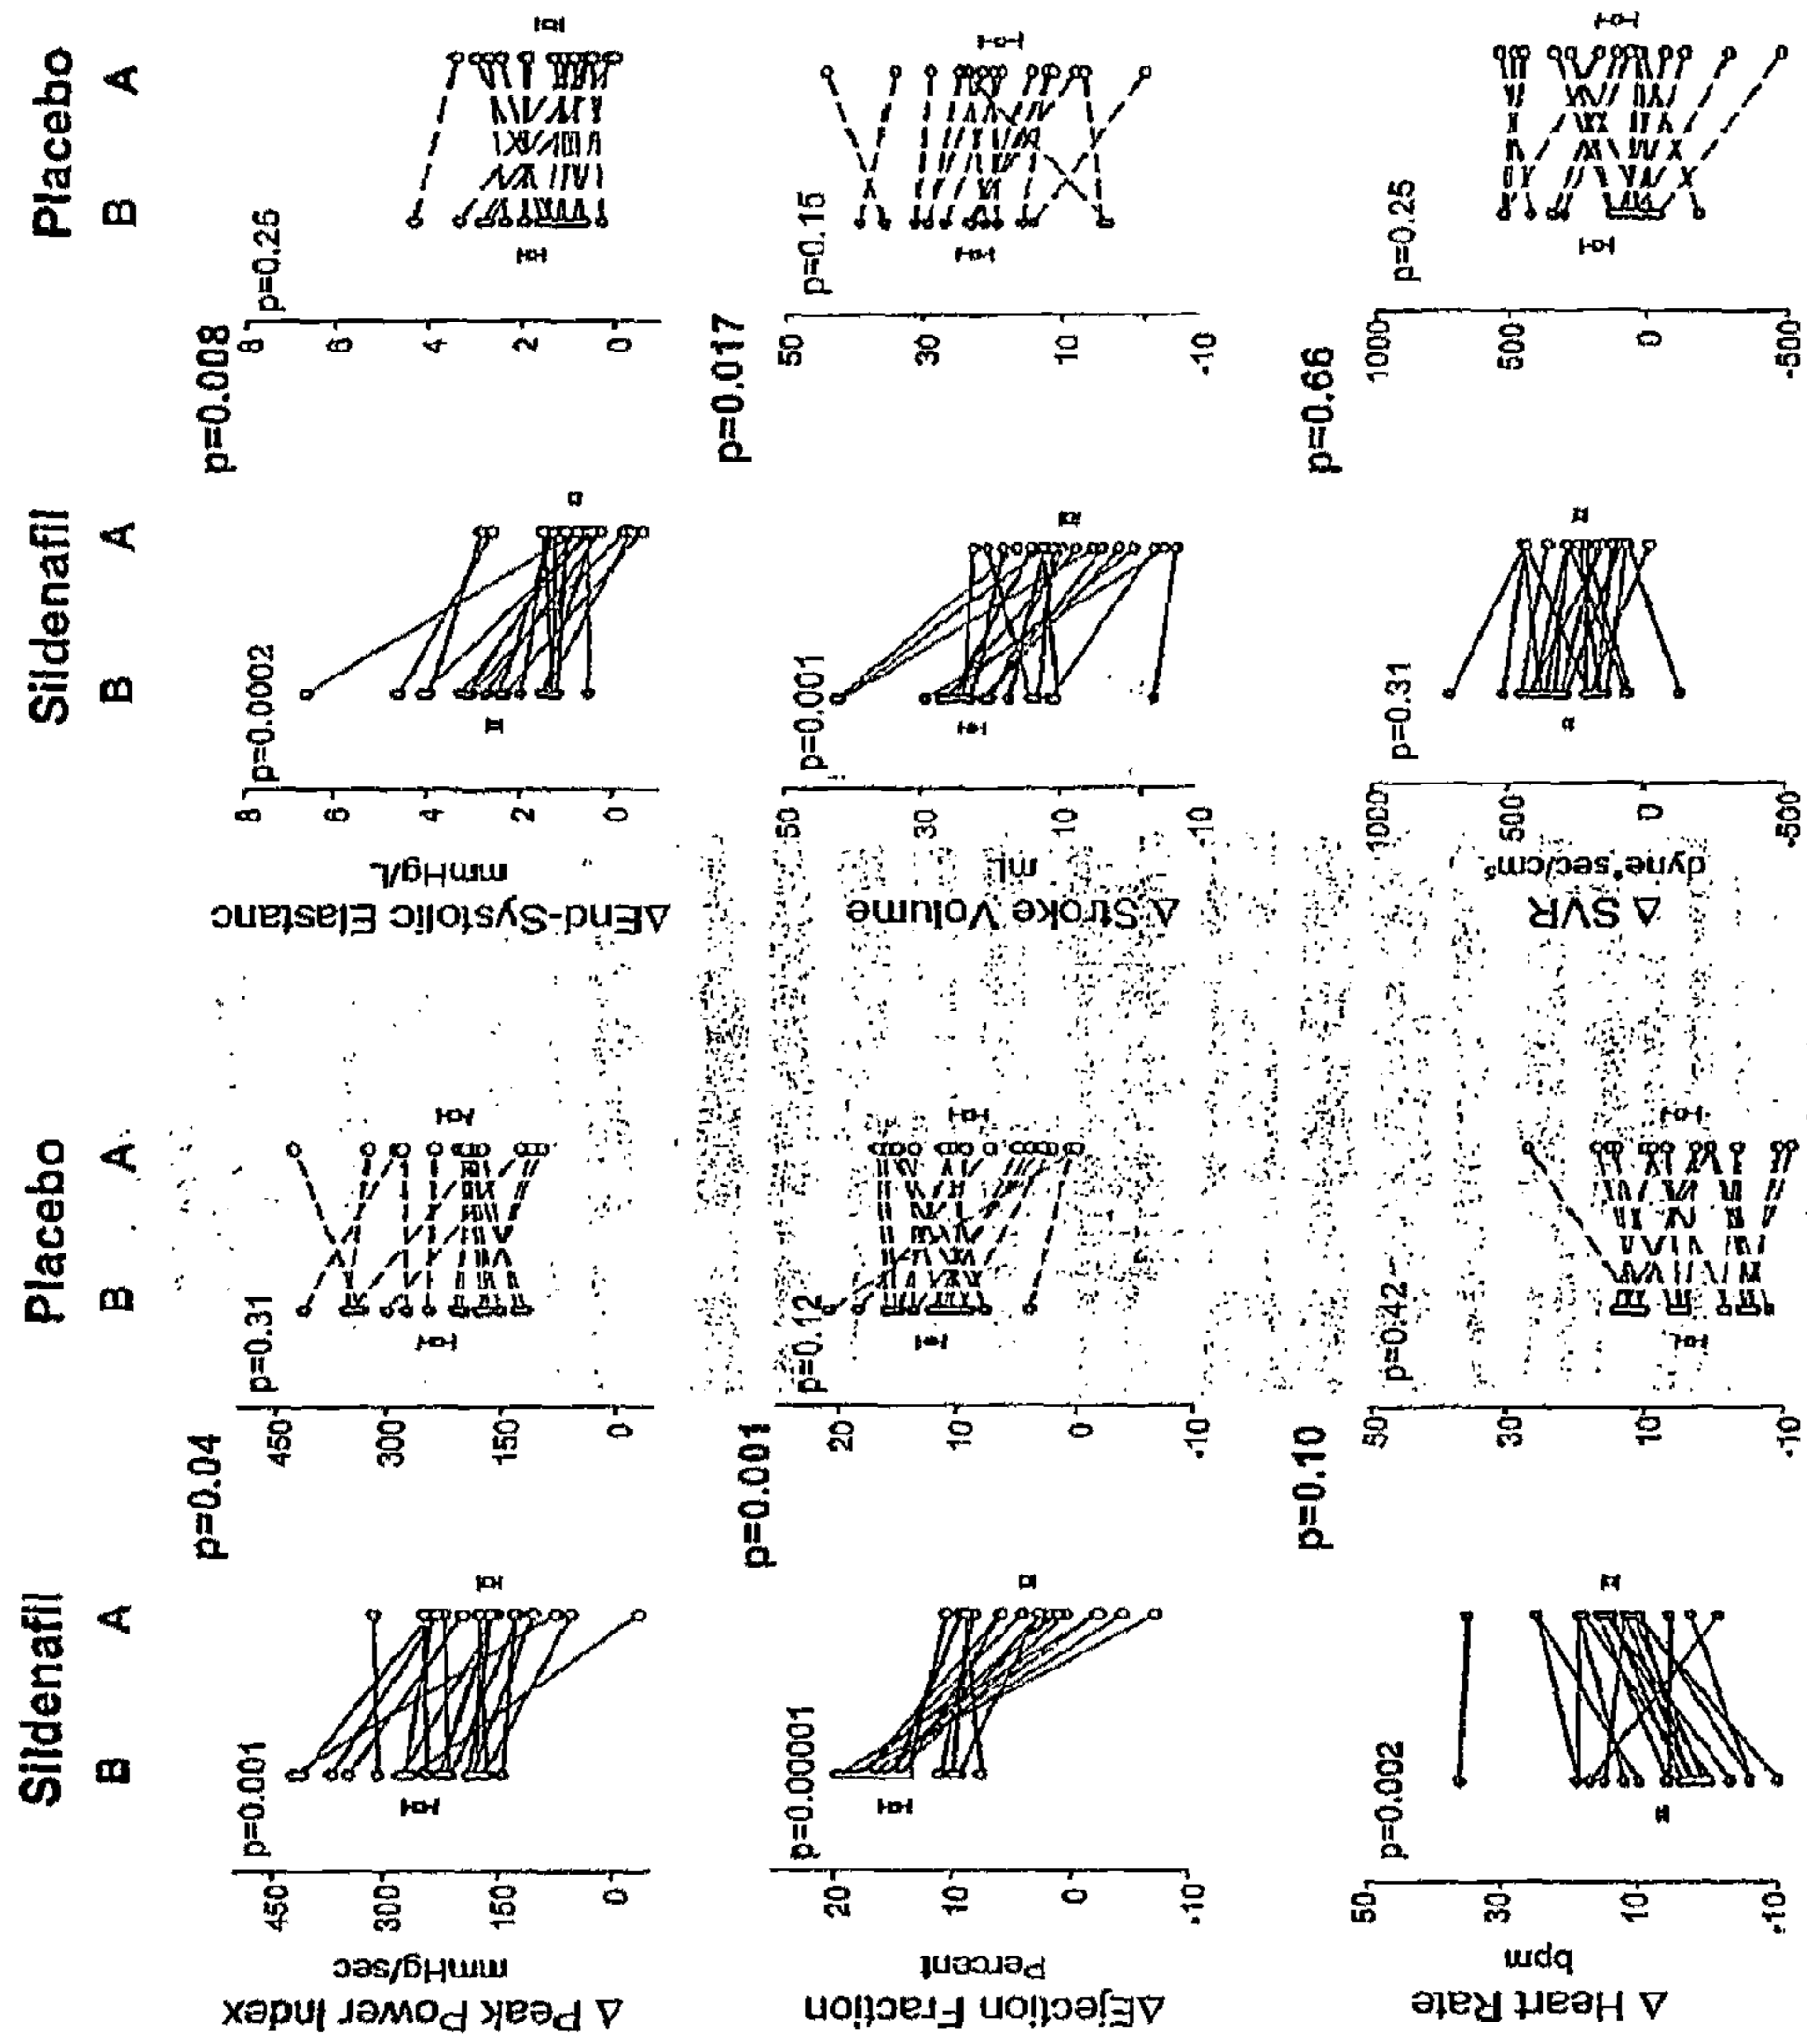 Sildenafil Placebo Sildenafil Placebo
B A B A B A B A
p=0.04 p=0.008
p=0.001 p=0.31 p=0.0002 p=0.25
Δ Peak Power Index
mmHg/sec
450
300
150
0
450
300
150
0
ΔEnd-Systolic Elastanc
mmHg/L
8
6
4
2
0
8
6
4
2
0
p=0.001 p=0.017
p=0.00001 p=0.12 p=0.001 p=0.15
ΔEjection Fraction
Percent
20
10
0
-10
20
10
0
-10
Δ Stroke Volume
mL
50
30
10
-10
50
30
10
-10
p=0.10 p=0.66
p=0.002 p=0.42 p=0.31 p=0.25
Δ Heart Rate
bpm
50
30
10
-10
50
30
10
-10
Δ SVR
dyne*sec/cm⁵
1000
500
0
-500
1000
500
0
-500